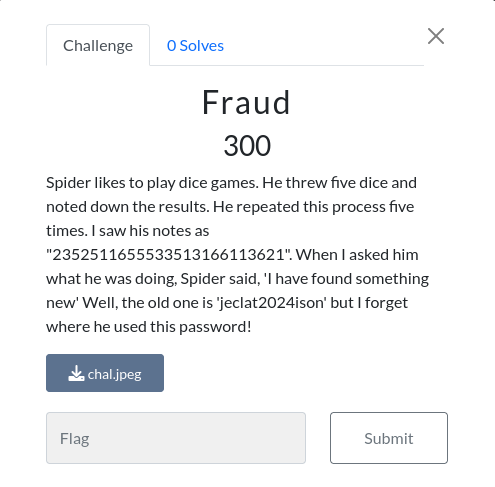 Challenge
0 Solves
Fraud
300
Spider likes to play dice games. He threw five dice and
noted down the results. He repeated this process five
times. I saw his notes as
"2352511655533513166113621". When I asked him
what he was doing, Spider said, 'I have found something
new' Well, the old one is 'jeclat2024ison' but I forget
where he used this password!
chal.jpeg
Flag
Submit